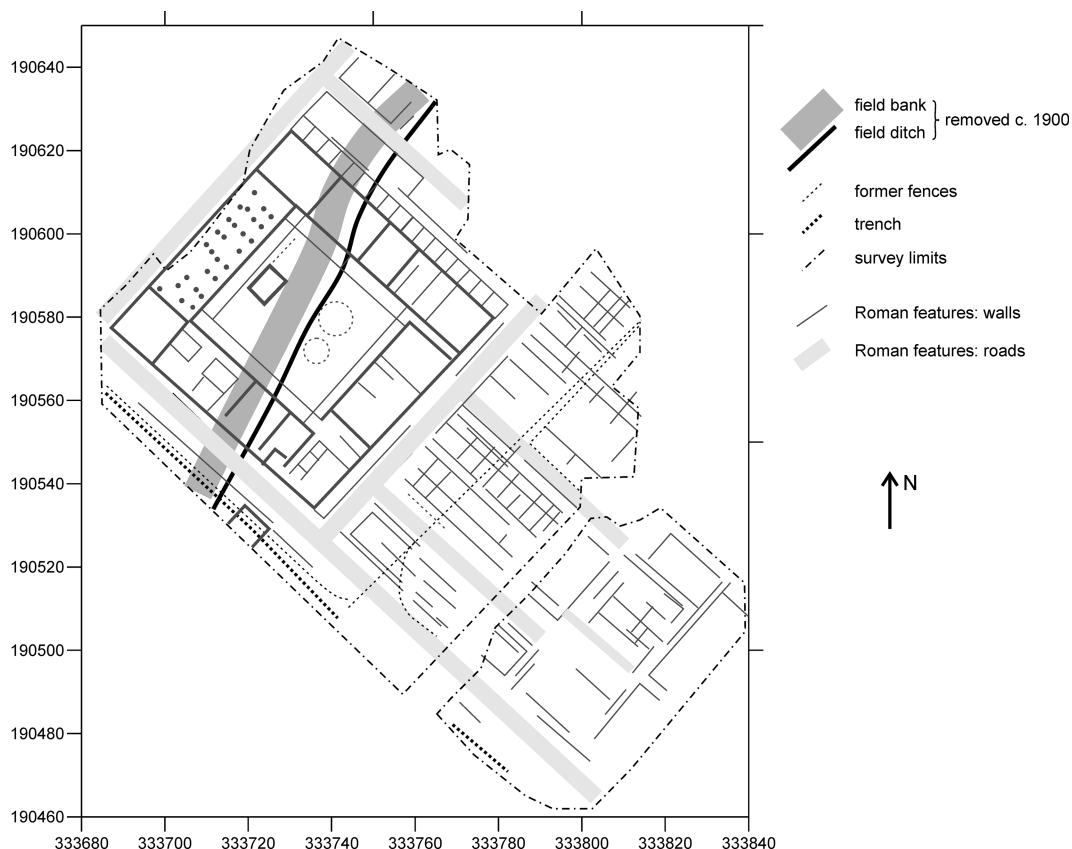 190640
190620
190600
190580
190560
190540
190520
190500
190480
190460
333680 333700 333720 333740 333760 333780 333800 333820 333840
field bank
field ditch
removed c. 1900
former fences
trench
survey limits
Roman features: walls
Roman features: roads
N